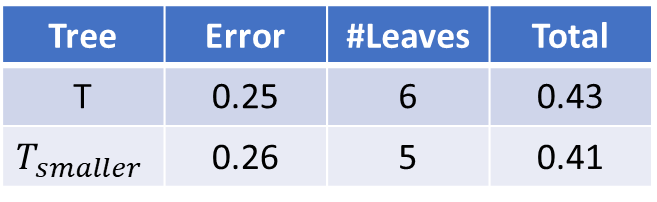 Tree Error #Leaves Total
T 0.25 6 0.43
T_smaller 0.26 5 0.41